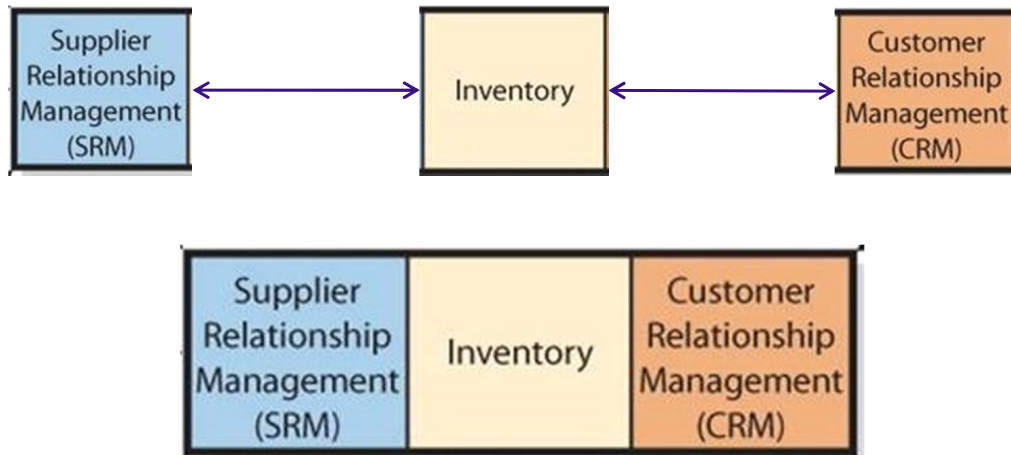 Supplier
Relationship
Management
(SRM)
Inventory
Customer
Relationship
Management
(CRM)
Supplier
Relationship
Management
(SRM)
Inventory
Customer
Relationship
Management
(CRM)